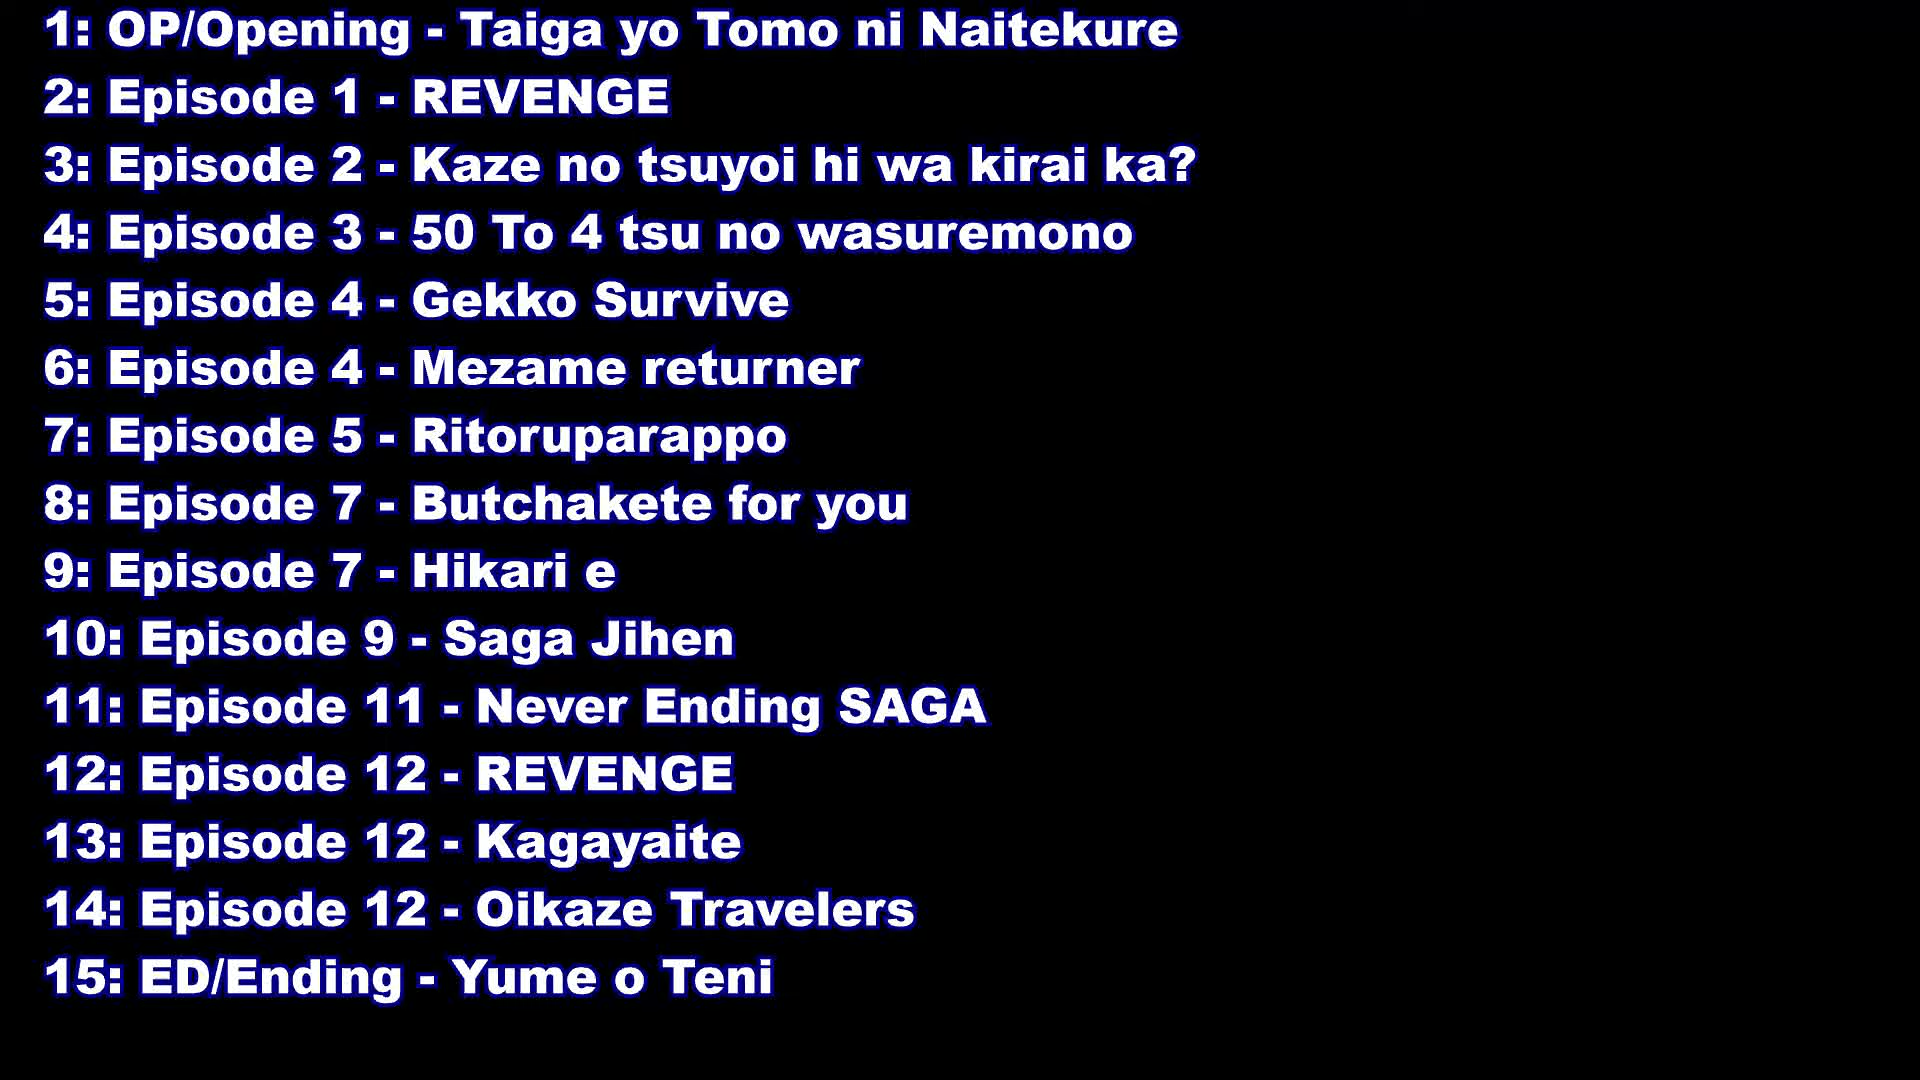 1: OP/Opening - Taiga yo Tomo ni Naitekure
2: Episode 1 - REVENGE
3: Episode 2 - Kaze no tsuyoi hi wa kirai ka?
4: Episode 3 - 50 To 4 tsu no wasuremono
5: Episode 4 - Gekko Survive
6: Episode 4 - Mezame returner
7: Episode 5 - Ritoruparappo
8: Episode 7 - Butchakete for you
9: Episode 7 - Hikari e
10: Episode 9 - Saga Jihen
11: Episode 11 - Never Ending SAGA
12: Episode 12 - REVENGE
13: Episode 12 - Kagayaite
14: Episode 12 - Oikaze Travelers
15: ED/Ending - Yume o Teni